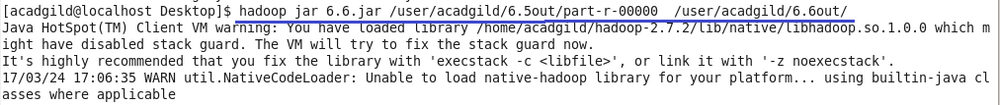 [acadgild@localhost Desktop]$ hadoop jar 6.6.jar /user/acadgild/6.5out/part-r-00000  /user/acadgild/6.6out/
Java HotSpot(TM) Client VM warning: You have loaded library /home/acadgild/hadoop-2.7.2/lib/native/libhadoop.so.1.0.0 which m
ight have disabled stack guard. The VM will try to fix the stack guard now.
It's highly recommended that you fix the library with 'execstack -c <libfile>', or link it with '-z noexecstack'.
17/03/24 17:06:35 WARN util.NativeCodeLoader: Unable to load native-hadoop library for your platform... using builtin-java cl
asses where applicable